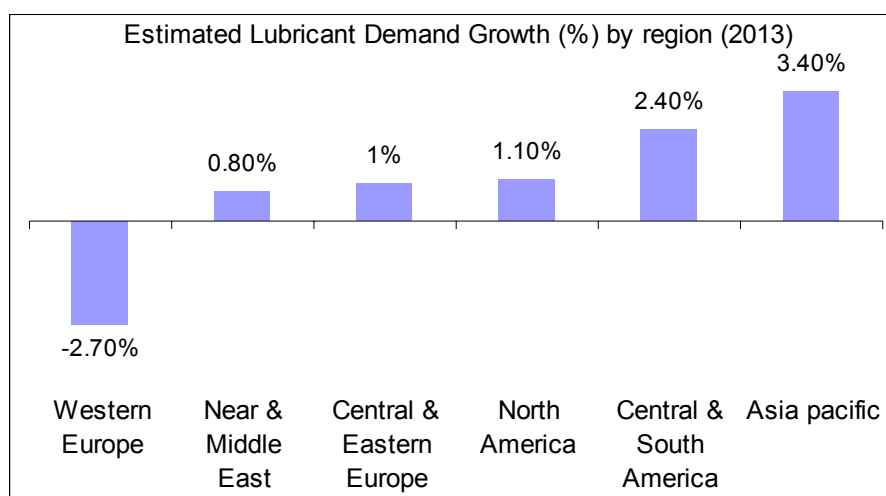 Estimated Lubricant Demand Growth (%) by region (2013)
3.40%
2.40%
1.10%
1%
0.80%
-2.70%
Western
Europe
Near &
Middle
East
Central &
Eastern
Europe
North
America
Central &
South
America
Asia pacific